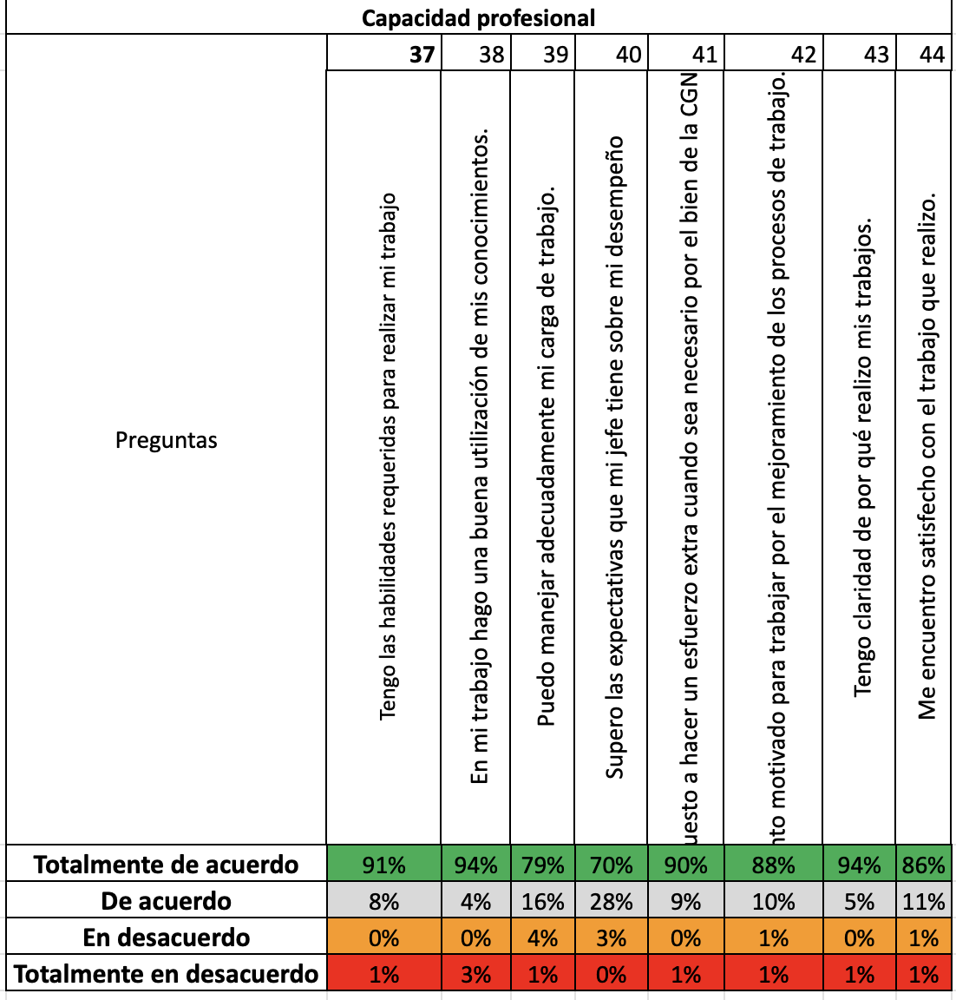 Capacidad profesional
37 38 39 40 41 42 43 44
Preguntas
Tengo las habilidades requeridas para realizar mi trabajo
En mi trabajo hago una buena utilización de mis conocimientos.
Puedo manejar adecuadamente mi carga de trabajo.
Supero las expectativas que mi jefe tiene sobre mi desempeño
uesto a hacer un esfuerzo extra cuando sea necesario por el bien de la CGN
nto motivado para trabajar por el mejoramiento de los procesos de trabajo.
Tengo claridad de por qué realizo mis trabajos.
Me encuentro satisfecho con el trabajo que realizo.
Totalmente de acuerdo 91% 94% 79% 70% 90% 88% 94% 86%
De acuerdo 8% 4% 16% 28% 9% 10% 5% 11%
En desacuerdo 0% 0% 4% 3% 0% 1% 0% 1%
Totalmente en desacuerdo 1% 3% 1% 0% 1% 1% 1% 1%